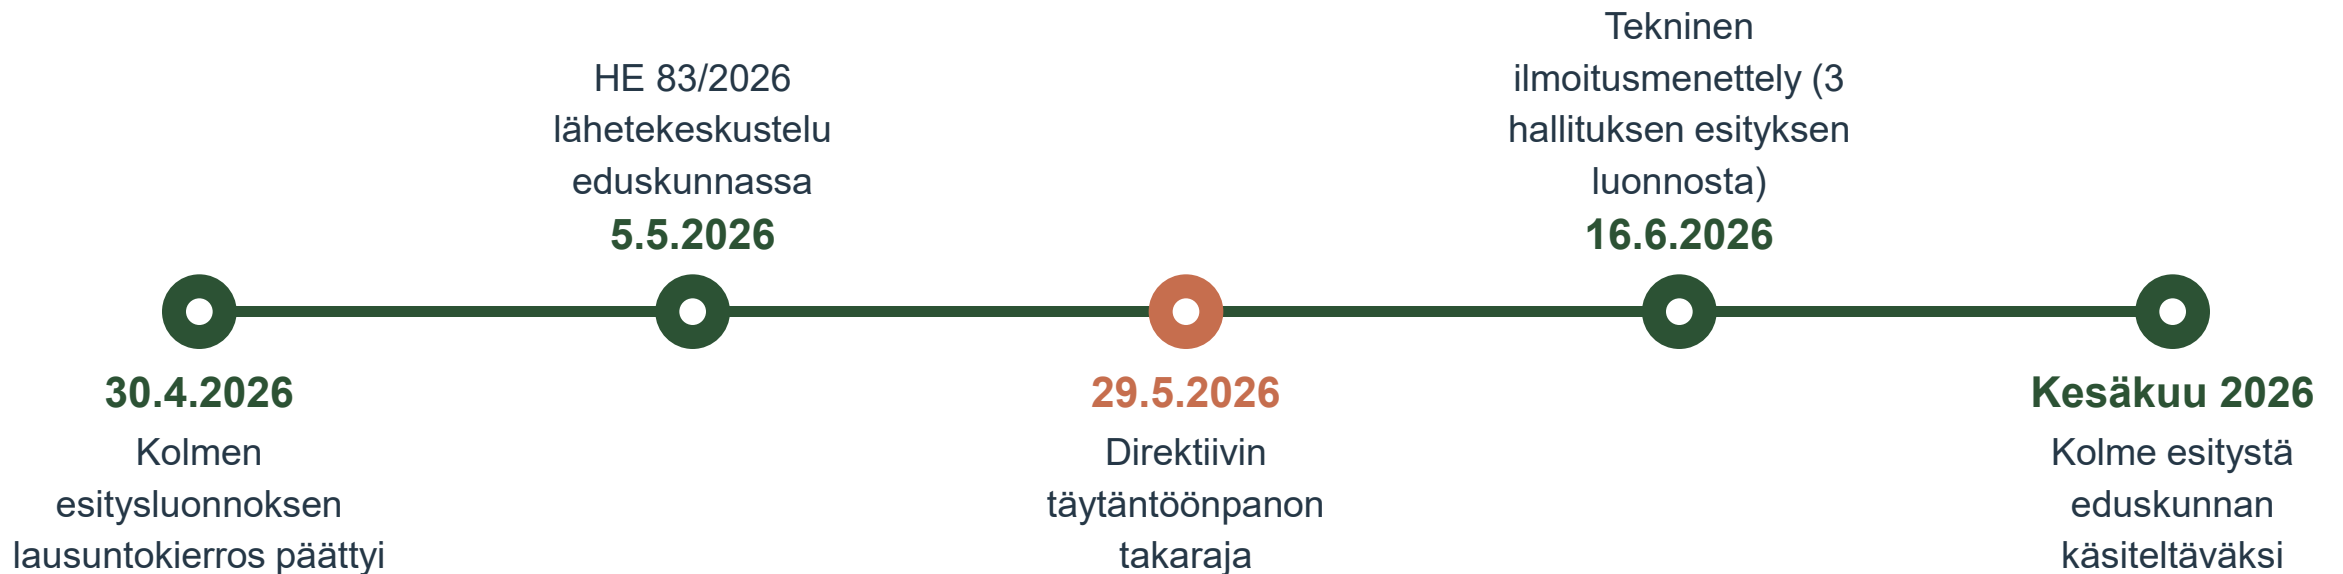 30.4.2026
Kolmen
esitysluonnoksen
lausuntokierros päättyi
HE 83/2026
lähetekeskustelu
eduskunnassa
5.5.2026
29.5.2026
Direktiivin
täytäntöönpanon
takaraja
Tekninen
ilmoitusmenettely (3
hallituksen esityksen
luonnosta)
16.6.2026
Kesäkuu 2026
Kolme esitystä
eduskunnan
käsiteltäväksi